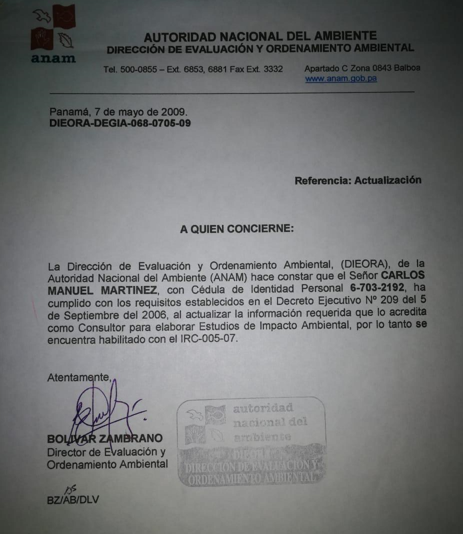 anam
AUTORIDAD NACIONAL DEL AMBIENTE
DIRECCIÓN DE EVALUACIÓN Y ORDENAMIENTO AMBIENTAL
Tel. 500-0855 – Ext. 6853, 6881 Fax Ext. 3332 Apartado C Zona 0843 Balboa
www.anam.gob.pa
Panamá, 7 de mayo de 2009.
DIEORA-DEGIA-068-0705-09
Referencia: Actualización
A QUIEN CONCIERNE:
La Dirección de Evaluación y Ordenamiento Ambiental, (DIEORA), de la
Autoridad Nacional del Ambiente (ANAM) hace constar que el Señor CARLOS
MANUEL MARTINEZ, con Cédula de Identidad Personal 6-703-2192, ha
cumplido con los requisitos establecidos en el Decreto Ejecutivo Nº 209 del 5
de Septiembre del 2006, al actualizar la información requerida que lo acredita
como Consultor para elaborar Estudios de Impacto Ambiental, por lo tanto se
encuentra habilitado con el IRC-005-07.
Atentamente,
BOLIVAR ZAMBRANO
Director de Evaluación y
Ordenamiento Ambiental
BZ/AB/DLV
autoridad
nacional del
ambiente
DIEORA
DIRECCIÓN DE EVALUACIÓN Y
ORDENAMIENTO AMBIENTAL